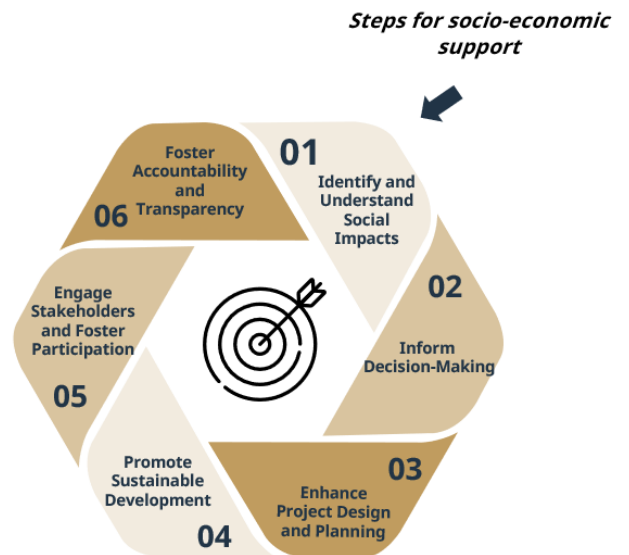 Steps for socio-economic
support
01
Identify and
Understand
Social
Impacts
02
Inform
Decision-Making
03
Enhance
Project Design
and Planning
04
Promote
Sustainable
Development
05
Engage
Stakeholders
and Foster
Participation
06
Foster
Accountability
and
Transparency